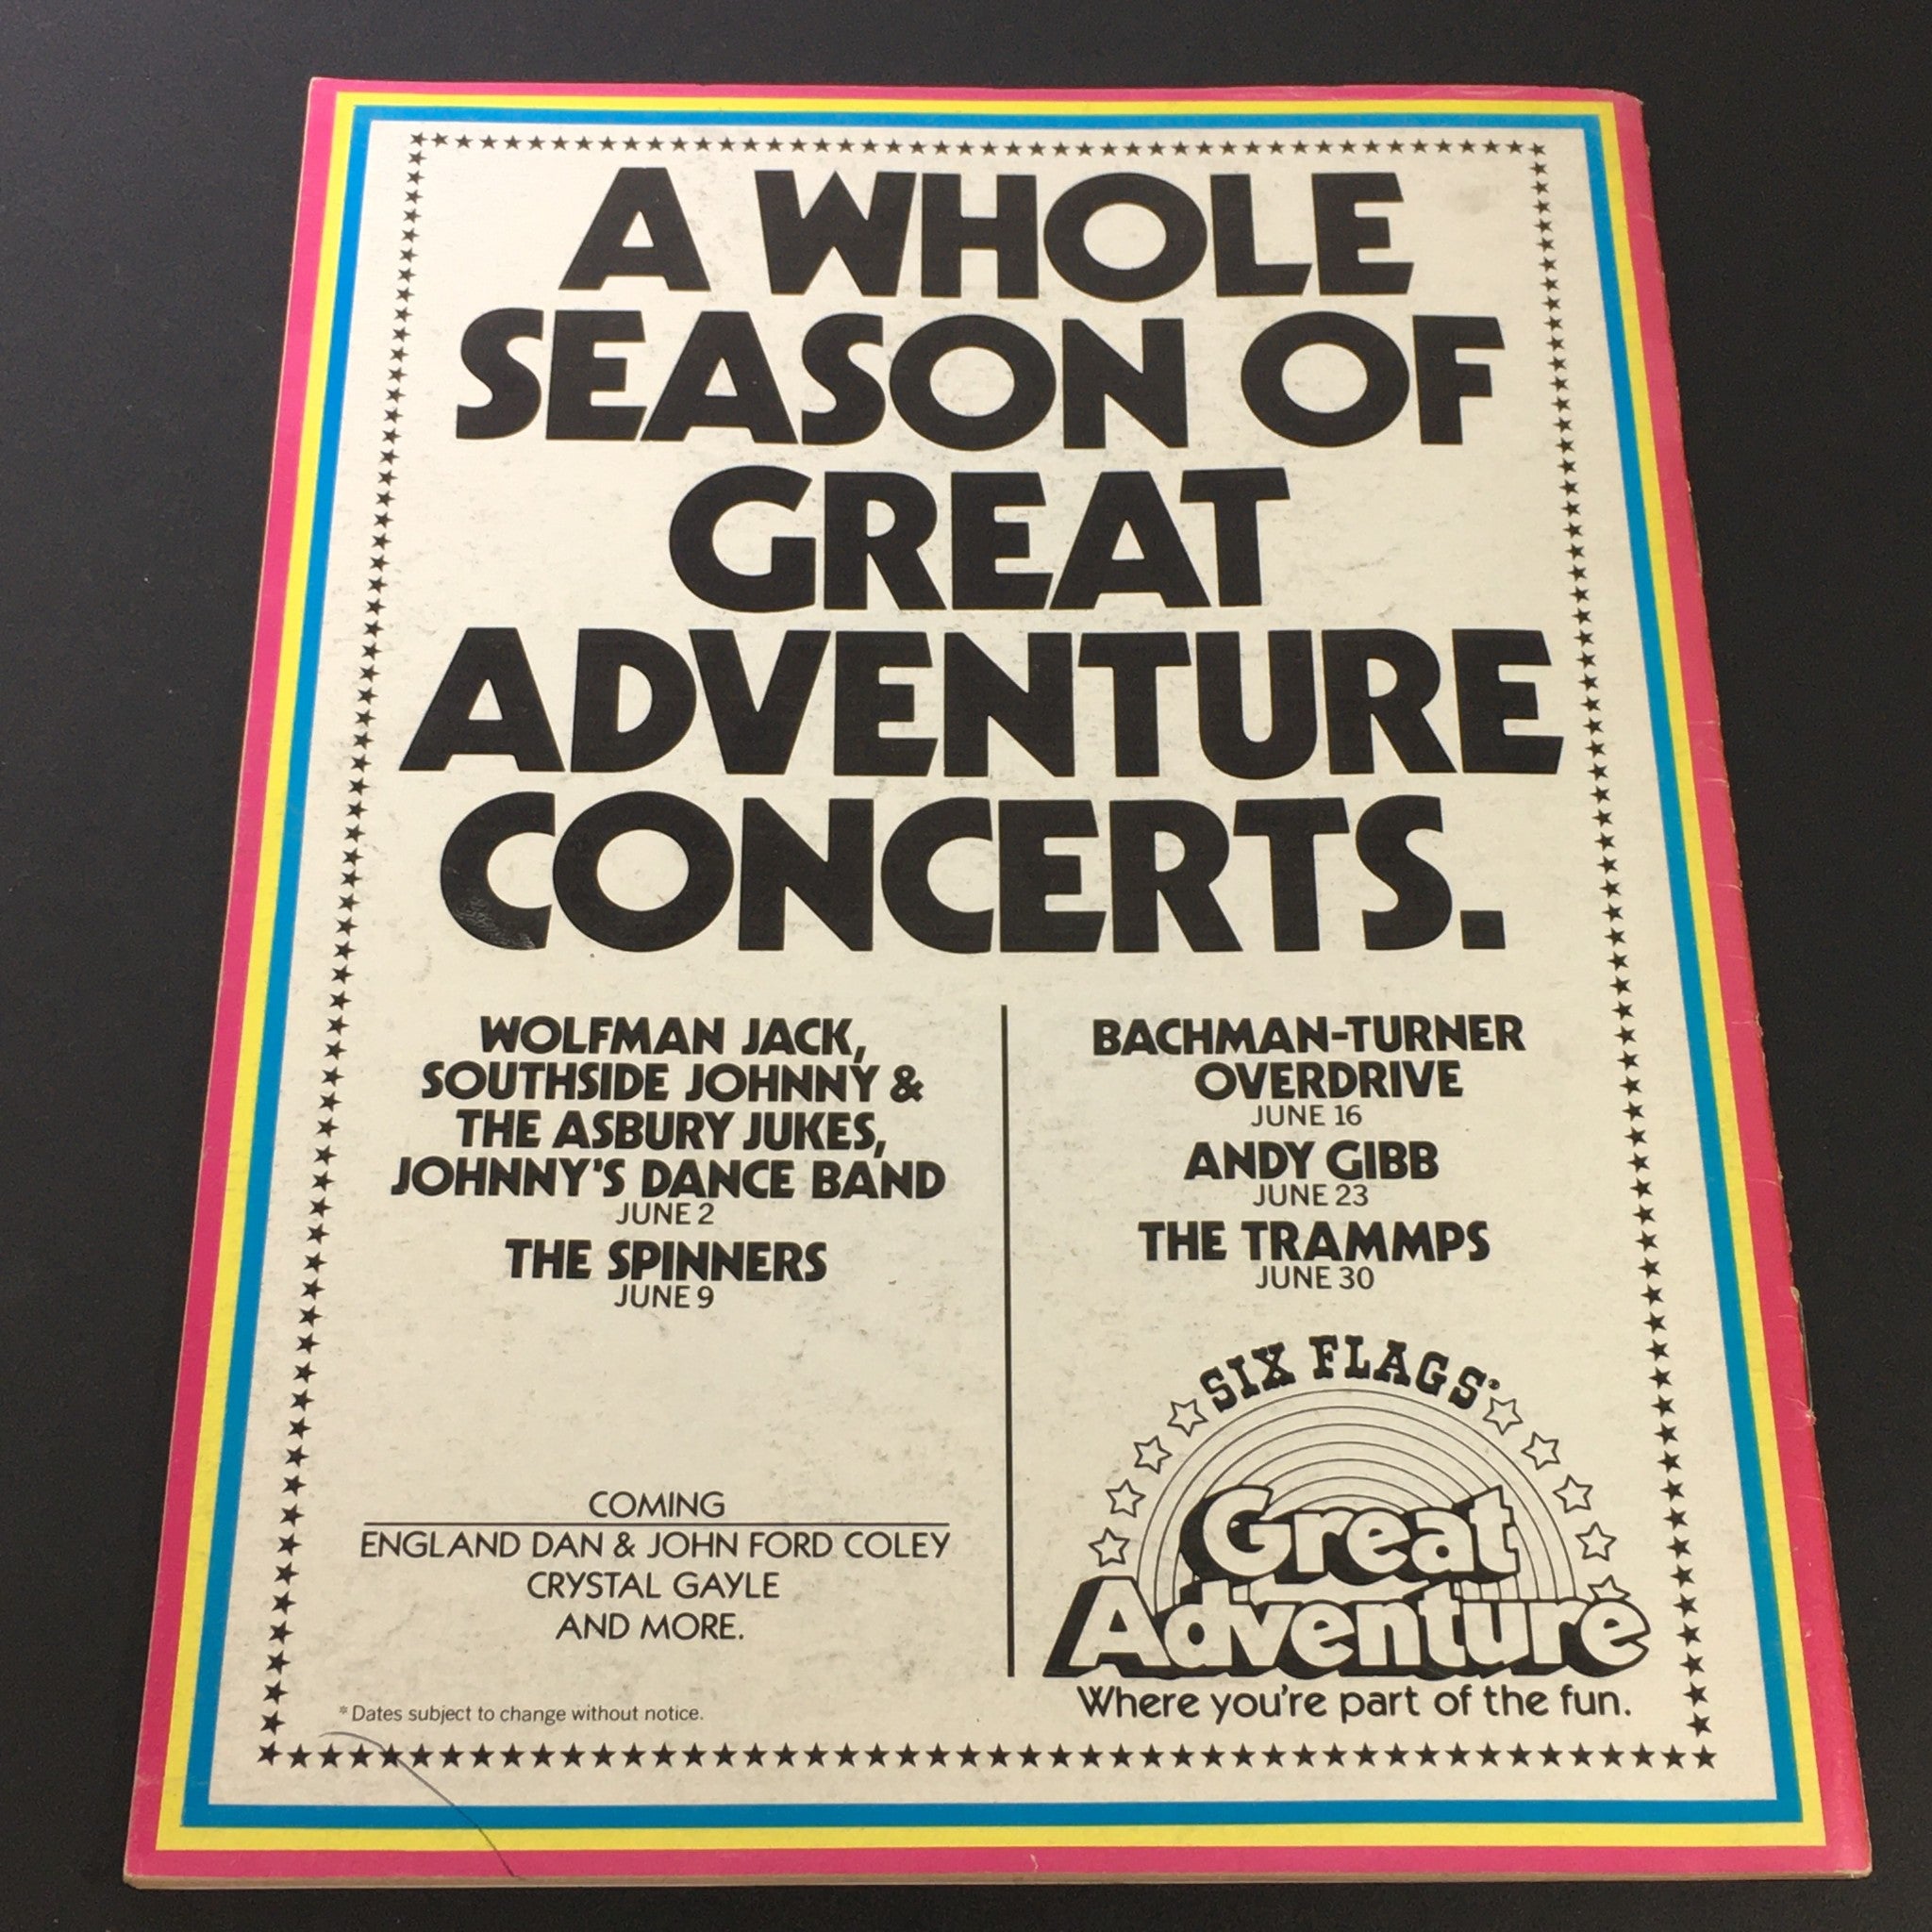 A WHOLE
SEASON OF
GREAT
ADVENTURE
CONCERTS.
WOLFMAN JACK,
SOUTHSIDE JOHNNY &
THE ASBURY JUKES,
JOHNNY'S DANCE BAND
JUNE 2
THE SPINNERS
JUNE 9
COMING
ENGLAND DAN & JOHN FORD COLEY
CRYSTAL GAYLE
AND MORE.
* Dates subject to change without notice.
BACHMAN-TURNER
OVERDRIVE
JUNE 16
ANDY GIBB
JUNE 23
THE TRAMMPS
JUNE 30
SIX FLAGS®
Great
Adventure
Where you're part of the fun.